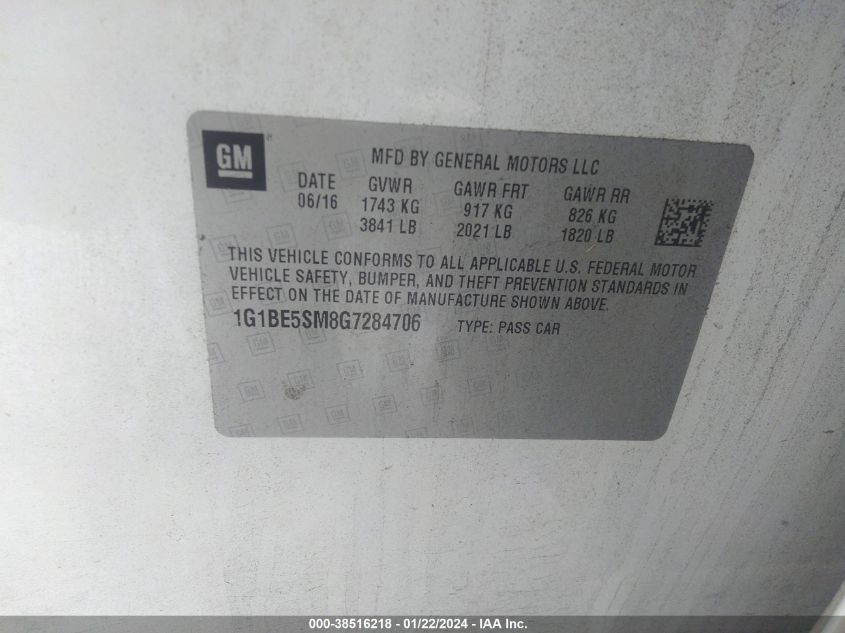 GM
MFD BY GENERAL MOTORS LLC
DATE GVWR GAWR FRT GAWR RR
06/16 1743 KG 917 KG 826 KG
3841 LB 2021 LB 1820 LB
THIS VEHICLE CONFORMS TO ALL APPLICABLE U.S. FEDERAL MOTOR
VEHICLE SAFETY, BUMPER, AND THEFT PREVENTION STANDARDS IN
EFFECT ON THE DATE OF MANUFACTURE SHOWN ABOVE.
1G1BE5SM8G7284706 TYPE: PASS CAR
000-38516218 - 01/22/2024 - IAA Inc.